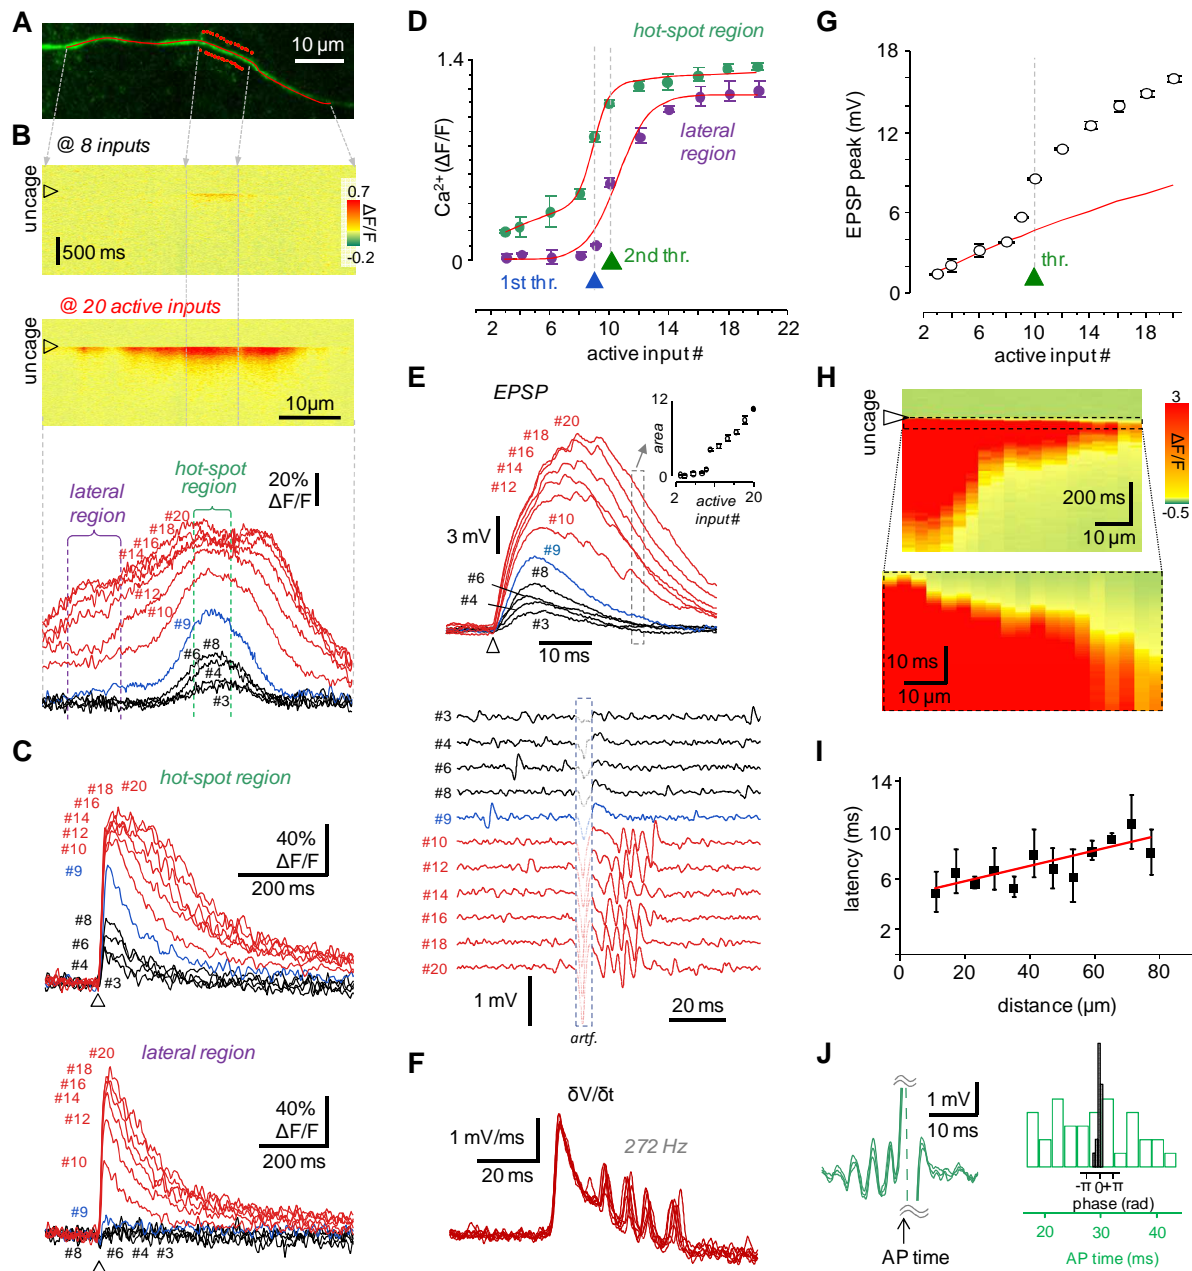 A
10 µm
B
@ 8 inputs
uncage
500 ms
0.7
ΔF/F
-0.2
@ 20 active inputs
uncage
10µm
hot-spot
region
20%
ΔF/F
lateral
region
#20
#18
#16
#14
#12
#10
#9
#8
#6
#4
#3
C
hot-spot region
#18
#20
#16
#14
#12
#10
#9
#8
#6
#4
#3
40%
ΔF/F
200 ms
lateral region
#20
#18
#16
#14
#12
#10
#9
#8
#6
#4
#3
40%
ΔF/F
200 ms
D
hot-spot region
1.4
Ca²⁺ (ΔF/F)
0
lateral
region
1st thr.
2nd thr.
2
6
10
14
18
22
active input #
E
EPSP
#20
#18
#16
#14
#12
#10
#9
#8
#6
#4
#3
3 mV
10 ms
12
area
0
2
20
active
input #
#3
#4
#6
#8
#9
#10
#12
#14
#16
#18
#20
1 mV
artf.
20 ms
F
δV/δt
1 mV/ms
20 ms
272 Hz
G
18
12
6
0
EPSP peak (mV)
thr.
2
6
10
14
18
active input #
H
uncage
3
ΔF/F
-0.5
200 ms
10 µm
10 ms
10 µm
I
14
10
6
2
latency (ms)
0
20
40
60
80
distance (µm)
J
1 mV
10 ms
AP time
-π 0 +π
phase (rad)
20
30
40
AP time (ms)